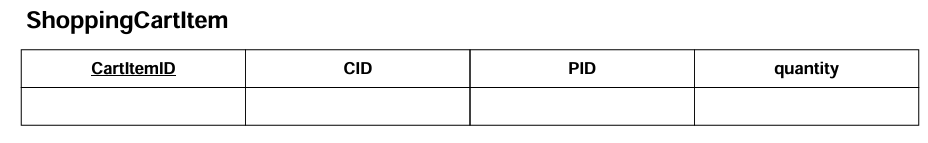 ShoppingCartItem
CartItemID CID PID quantity